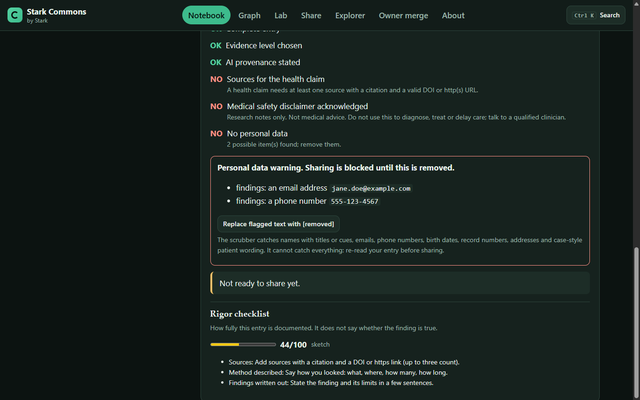 Stark Commons
by Stark
Notebook Graph Lab Share Explorer Owner merge About
Ctrl K Search
OK Evidence level chosen
OK AI provenance stated
NO Sources for the health claim
A health claim needs at least one source with a citation and a valid DOI or http(s) URL.
NO Medical safety disclaimer acknowledged
Research notes only. Not medical advice. Do not use this to diagnose, treat or delay care; talk to a qualified clinician.
NO No personal data
2 possible item(s) found; remove them.
Personal data warning. Sharing is blocked until this is removed.
• findings: an email address jane.doe@example.com
• findings: a phone number 555-123-4567
Replace flagged text with [removed]
The scrubber catches names with titles or cues, emails, phone numbers, birth dates, record numbers, addresses and case-style
patient wording. It cannot catch everything: re-read your entry before sharing.
Not ready to share yet.
Rigor checklist
How fully this entry is documented. It does not say whether the finding is true.
44/100 sketch
• Sources: Add sources with a citation and a DOI or https link (up to three count).
• Method described: Say how you looked: what, where, how many, how long.
• Findings written out: State the finding and its limits in a few sentences.